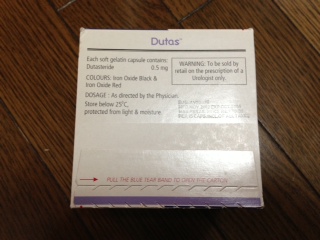 Dutas
Each soft gelatin capsule contains:
Dutasteride 0.5 mg
COLOURS: Iron Oxide Black &
Iron Oxide Red
DOSAGE : As directed by the Physician.
Store below 25°C,
protected from light & moisture.
WARNING: To be sold by
retail on the prescription of a
Urologist only.
PULL THE BLUE TEAR BAND TO OPEN THE CARTON